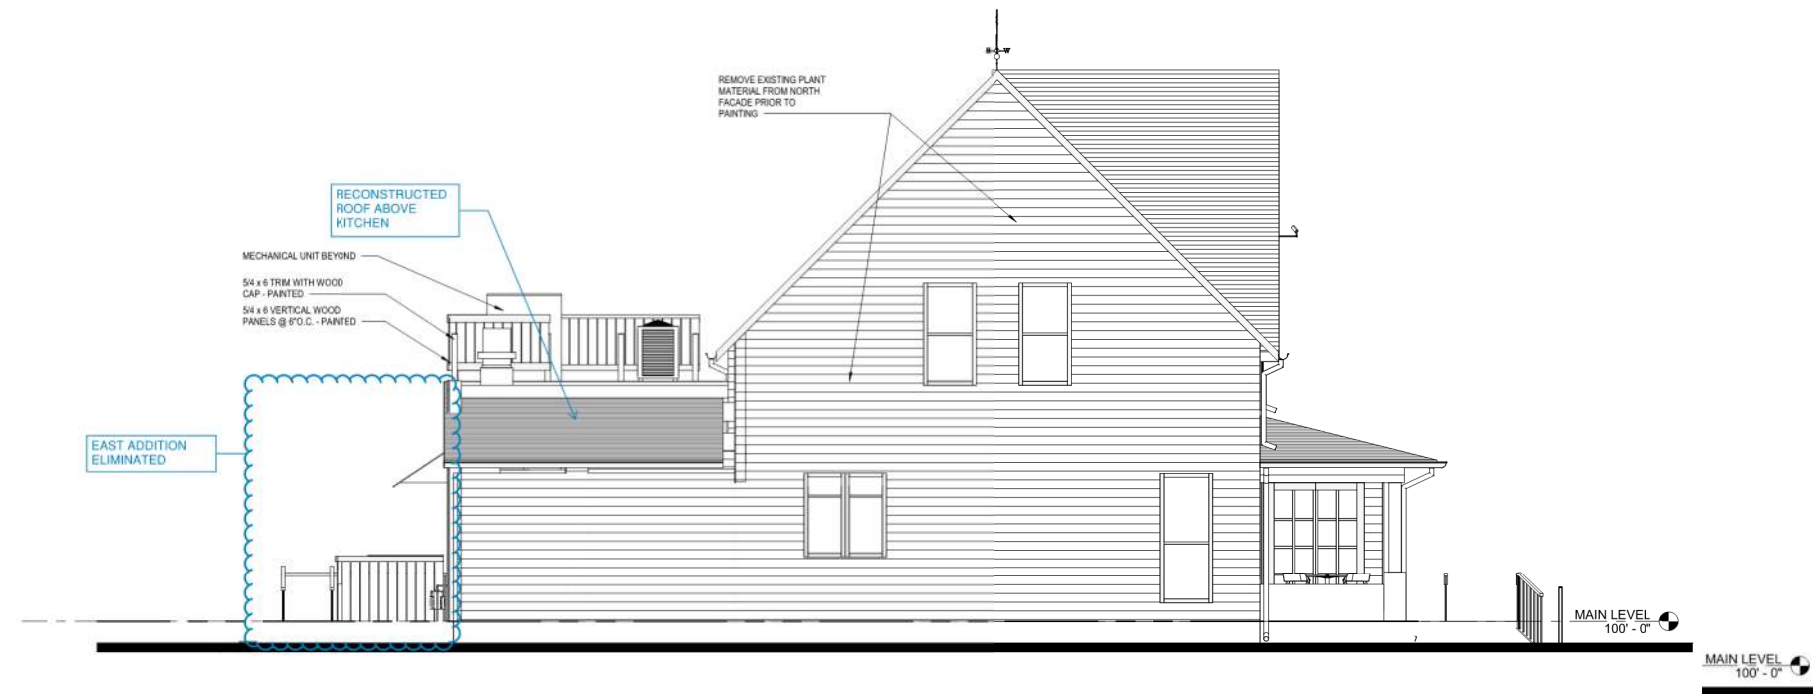 W
REMOVE EXISTING PLANT
MATERIAL FROM NORTH
FACADE PRIOR TO
PAINTING
RECONSTRUCTED
ROOF ABOVE
KITCHEN
MECHANICAL UNIT BEYOND
5/4 x 6 TRIM WITH WOOD
CAP - PAINTED
5/4 x 6 VERTICAL WOOD
PANELS @ 6"O.C. - PAINTED
EAST ADDITION
ELIMINATED
MAIN LEVEL
100' - 0"
MAIN LEVEL
100' - 0"